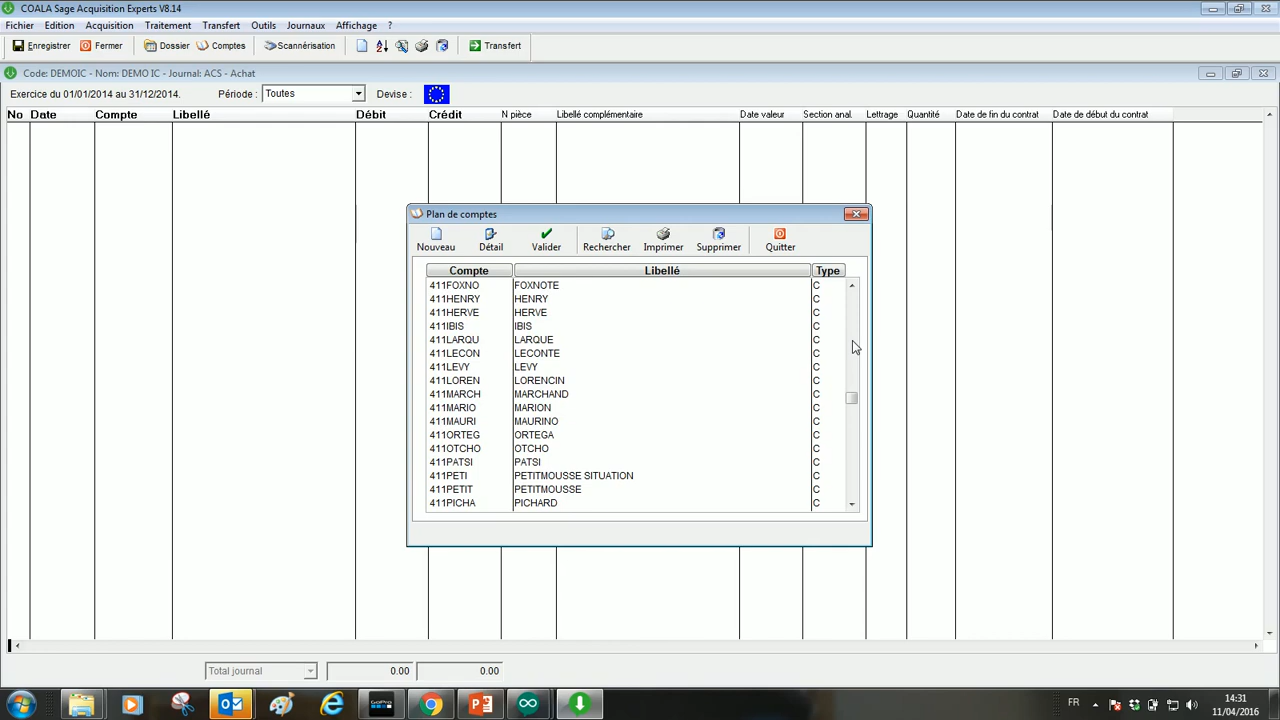 COALA Sage Acquisition Experts V8.14
Fichier Edition Acquisition Traitement Transfert Outils Journaux Affichage ?
Enregistrer Fermer Dossier Comptes Scannérisation Transfert
Code: DEMOIC - Nom: DEMO IC - Journal: ACS - Achat
Exercice du 01/01/2014 au 31/12/2014. Période : Toutes Devise :
No Date Compte Libellé Débit Crédit N pièce Libellé complémentaire Date valeur Section anal. Lettrage Quantité Date de fin du contrat Date de début du contrat
Plan de comptes
Nouveau Détail Valider Rechercher Imprimer Supprimer Quitter
Compte Libellé Type
411FOXNO FOXNOTE C
411HENRY HENRY C
411HERVE HERVE C
411IBIS IBIS C
411LARQU LARQUE C
411LECON LECONTE C
411LEVY LEVY C
411LOREN LORENCIN C
411MARCH MARCHAND C
411MARIO MARION C
411MAURI MAURINO C
411ORTEG ORTEGA C
411OTCHO OTCHO C
411PATSI PATSI C
411PETI PETITMOUSSE SITUATION C
411PETIT PETITMOUSSE C
411PICHA PICHARD C
Total journal 0.00 0.00
FR 14:31
11/04/2016